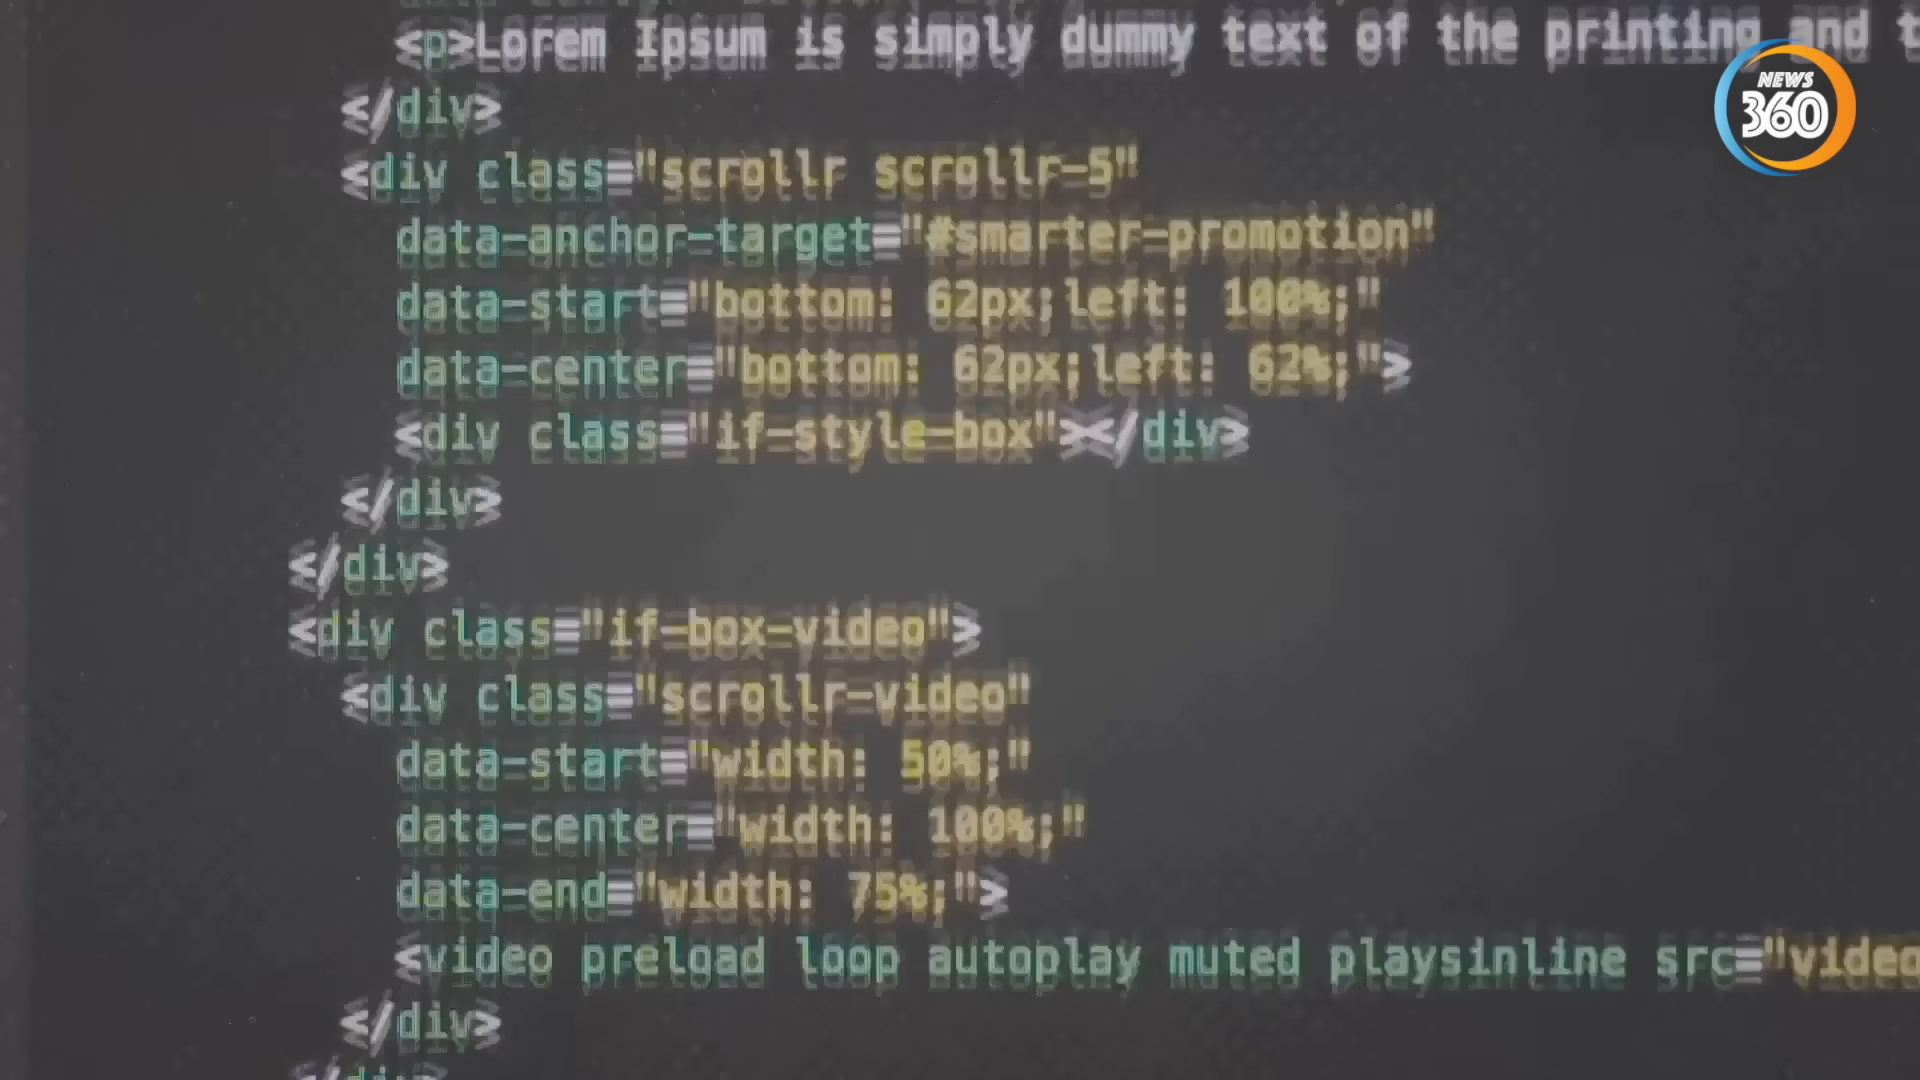 <p>Lorem Ipsum is simply dummy text of the printing and t
NEWS
360
</div>
<div class="scrollr scrollr-5"
data-anchor-target="#smarter-promotion"
data-start="bottom: 62px;left: 100%;"
data-center="bottom: 62px;left: 62%;">
<div class="if-style-box"></div>
</div>
</div>
<div class="if-box-video">
<div class="scrollr-video"
data-start="width: 50%;"
data-center="width: 100%;"
data-end="width: 75%;">
<video preload loop autoplay muted playsinline src="video
</div>
</div>